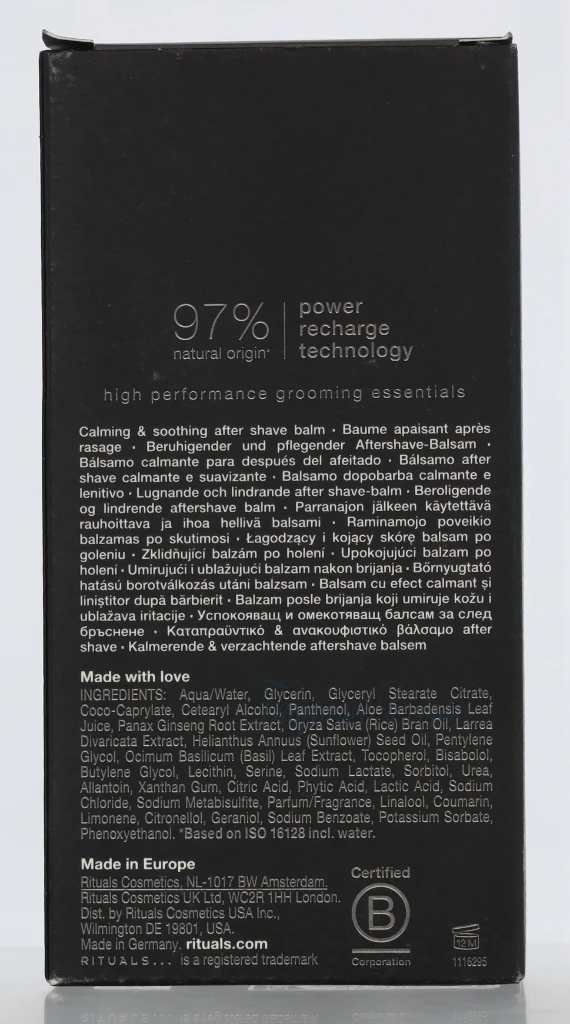 97% natural origin*
power
recharge
technology
high performance grooming essentials
Calming & soothing after shave balm · Baume apaisant après
rasage · Beruhigender und pflegender Aftershave-Balsam ·
Bálsamo calmante para después del afeitado · Bálsamo after
shave calmante e suavizante · Balsamo dopobarba calmante e
lenitivo · Lugnande och lindrande after shave-balm · Beroligende
og lindrende aftershave balm · Parranajon jälkeen käytettävä
rauhoittava ja ihoa hellivä balsami · Raminamojo poveikio
balzamas po skutimosi · Łagodzący i kojący skórę balsam po
goleniu · Zklidňující balzám po holení · Upokojujúci balzam po
holení · Umirujući i ublažujući balzam nakon brijanja · Bőrnyugtató
hatású borotválkozás utáni balzsam · Balsam cu efect calmant și
liniștitor după bărbierit · Balzam posle brijanja koji umiruje kožu i
ublažava iritacije · Успокояващ и омекотяващ балсам за след
бръснене · Καταπραϋντικό & ανακουφιστικό βάλσαμο after
shave · Kalmerende & verzachtende aftershave balsem
Made with love
INGREDIENTS: Aqua/Water, Glycerin, Glyceryl Stearate Citrate,
Coco-Caprylate, Cetearyl Alcohol, Panthenol, Aloe Barbadensis Leaf
Juice, Panax Ginseng Root Extract, Oryza Sativa (Rice) Bran Oil, Larrea
Divaricata Extract, Helianthus Annuus (Sunflower) Seed Oil, Pentylene
Glycol, Ocimum Basilicum (Basil) Leaf Extract, Tocopherol, Bisabolol,
Butylene Glycol, Lecithin, Serine, Sodium Lactate, Sorbitol, Urea,
Allantoin, Xanthan Gum, Citric Acid, Phytic Acid, Lactic Acid, Sodium
Chloride, Sodium Metabisulfite, Parfum/Fragrance, Linalool, Coumarin,
Limonene, Citronellol, Geraniol, Sodium Benzoate, Potassium Sorbate,
Phenoxyethanol. *Based on ISO 16128 incl. water.
Made in Europe
Rituals Cosmetics, NL-1017 BW Amsterdam.
Rituals Cosmetics UK Ltd, WC2R 1HH London.
Dist. by Rituals Cosmetics USA Inc.,
Wilmington DE 19801, USA.
Made in Germany. rituals.com
RITUALS... is a registered trademark
Certified
B
Corporation
12 M
1116295